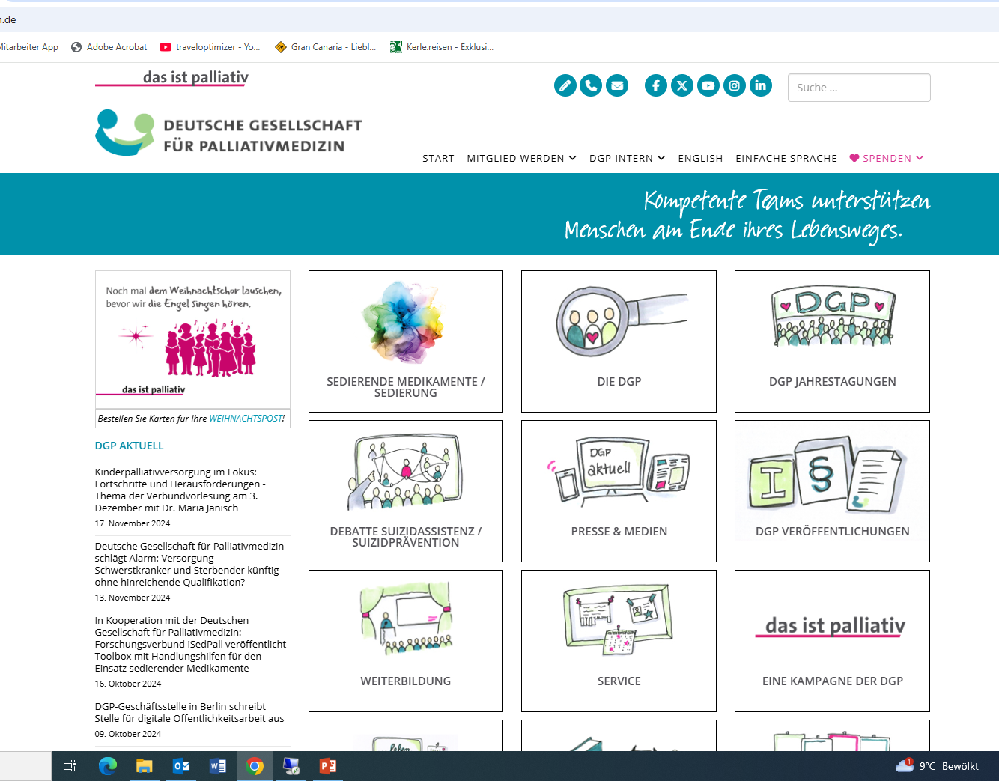 n.de
Mitarbeiter App
Adobe Acrobat
traveloptimizer - Yo...
Gran Canaria - Liebl...
Kerle.reisen - Exklusi...
das ist palliativ
Suche ...
DEUTSCHE GESELLSCHAFT
FÜR PALLIATIVMEDIZIN
START
MITGLIED WERDEN
DGP INTERN
ENGLISH
EINFACHE SPRACHE
SPENDEN
Kompetente Teams unterstützen
Menschen am Ende ihres Lebensweges.
Noch mal dem Weihnachtschor lauschen,
bevor wir die Engel singen hören.
das ist palliativ
Bestellen Sie Karten für Ihre WEIHNACHTSPOST!
DGP AKTUELL
Kinderpalliativversorgung im Fokus:
Fortschritte und Herausforderungen -
Thema der Verbundvorlesung am 3.
Dezember mit Dr. Maria Janisch
17. November 2024
Deutsche Gesellschaft für Palliativmedizin
schlägt Alarm: Versorgung
Schwerstkranker und Sterbender künftig
ohne hinreichende Qualifikation?
13. November 2024
In Kooperation mit der Deutschen
Gesellschaft für Palliativmedizin:
Forschungsverbund iSedPall veröffentlicht
Toolbox mit Handlungshilfen für den
Einsatz sedierender Medikamente
16. Oktober 2024
DGP-Geschäftsstelle in Berlin schreibt
Stelle für digitale Öffentlichkeitsarbeit aus
09. Oktober 2024
SEDIERENDE MEDIKAMENTE /
SEDIERUNG
DIE DGP
DGP
DGP JAHRESTAGUNGEN
DEBATTE SUIZIDASSISTENZ /
SUIZIDPRÄVENTION
DGP
aktuell
PRESSE & MEDIEN
I
§
DGP VERÖFFENTLICHUNGEN
WEITERBILDUNG
SERVICE
das ist palliativ
EINE KAMPAGNE DER DGP
leben
1
9°C Bewölkt